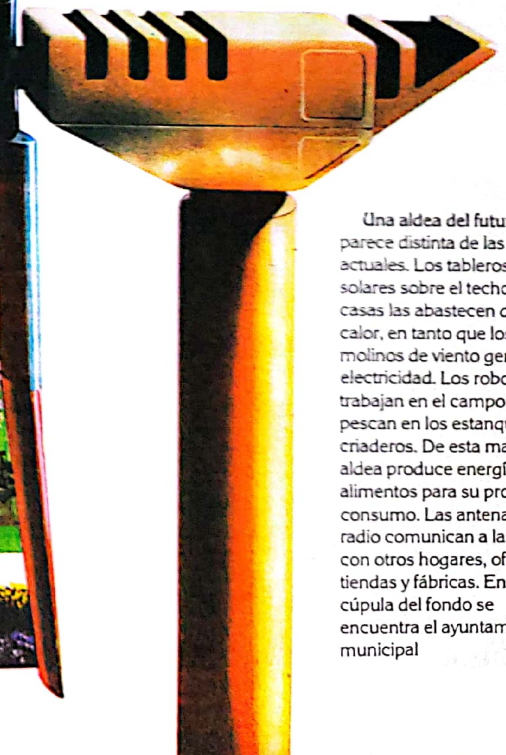 Una aldea del futu
parece distinta de las
actuales. Los tableros
solares sobre el techo
casas las abastecen
calor, en tanto que los
molinos de viento gen
electricidad. Los robo
trabajan en el campo
pescan en los estanqu
criaderos. De esta ma
aldea produce energí
alimentos para su pro
consumo. Las antena
radio comunican a la
con otros hogares, of
tiendas y fábricas. En
cúpula del fondo se
encuentra el ayuntam
municipal